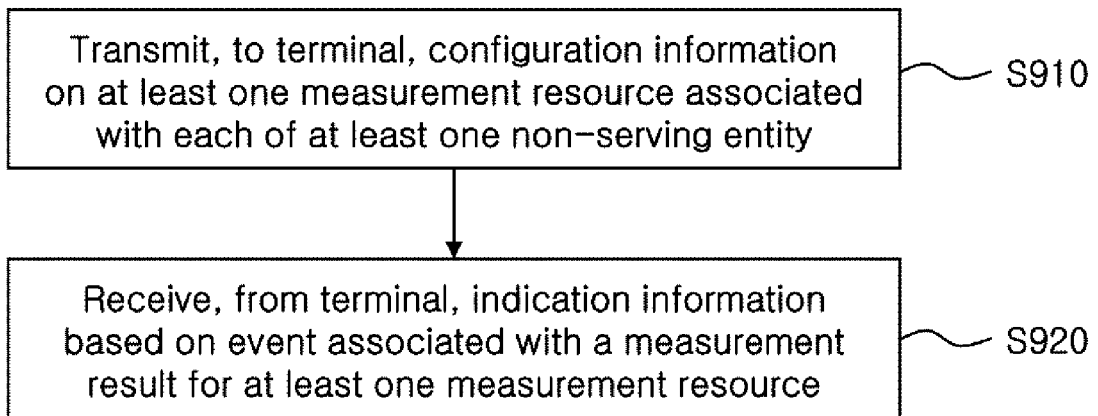 Transmit, to terminal, configuration information
on at least one measurement resource associated
with each of at least one non-serving entity
S910
Receive, from terminal, indication information
based on event associated with a measurement
result for at least one measurement resource
S920